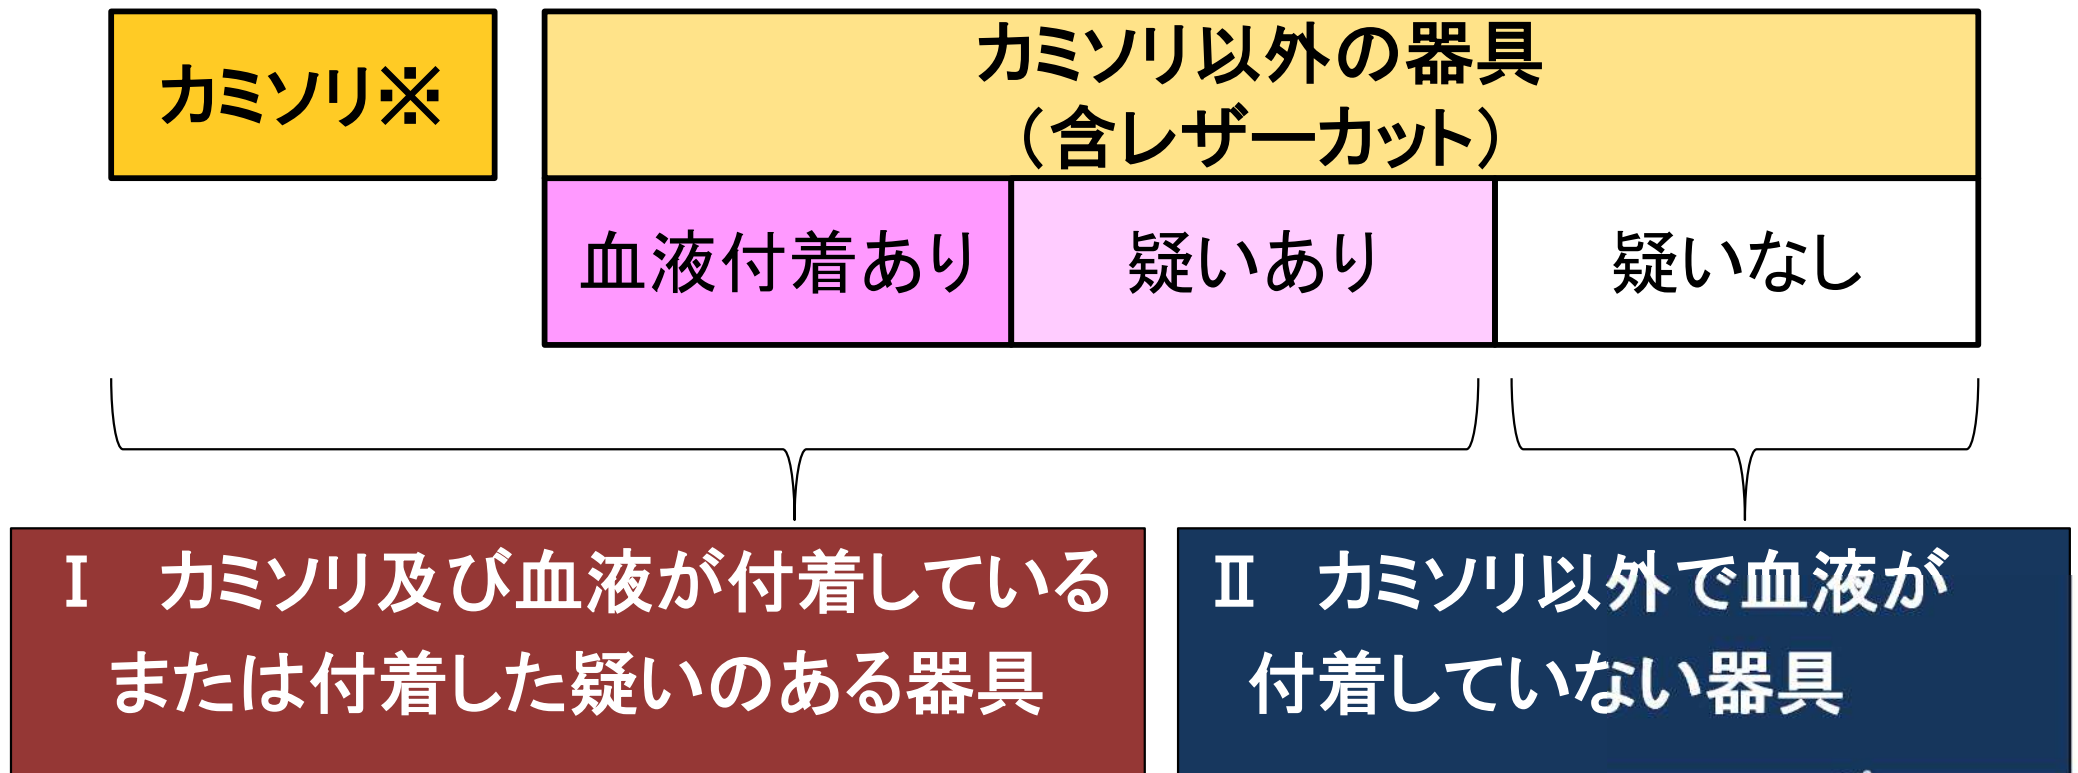 カミソリ※
カミソリ以外の器具
（含レザーカット）
血液付着あり
疑いあり
疑いなし
Ⅰ　カミソリ及び血液が付着している
または付着した疑いのある器具
Ⅱ　カミソリ以外で血液が
付着していない器具